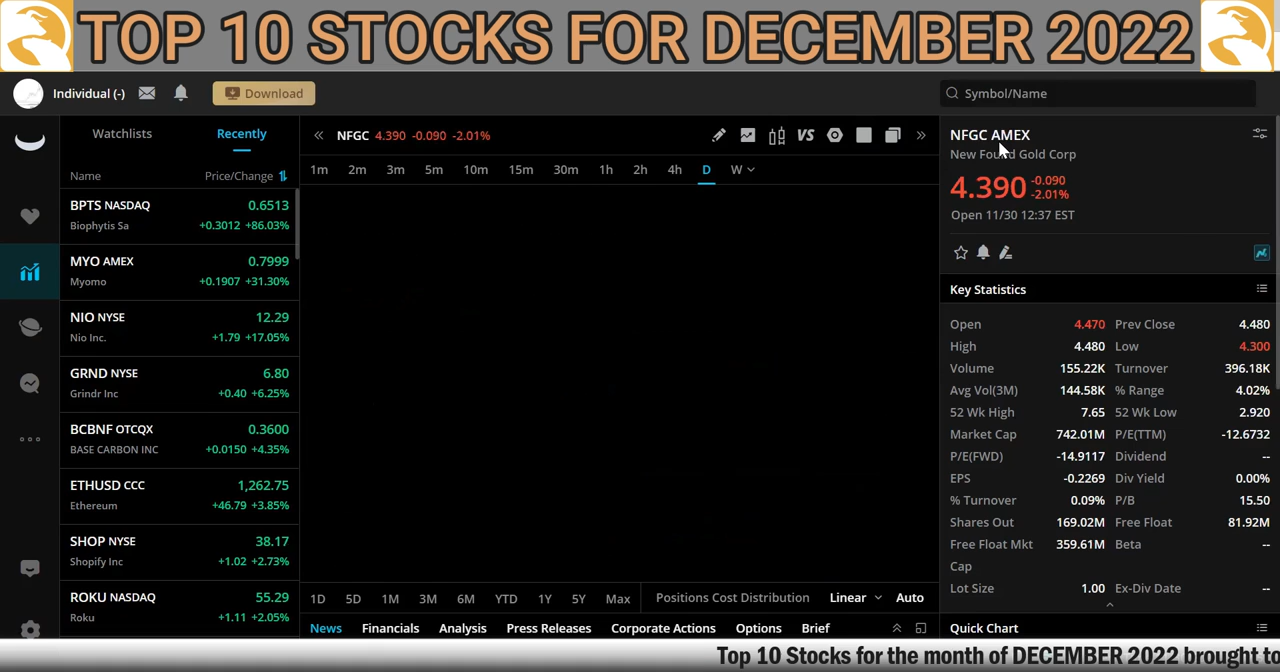 TOP 10 STOCKS FOR DECEMBER 2022
Individual (-)
Download
Symbol/Name
Watchlists
Recently
Name
Price/Change
BPTS NASDAQ
0.6513
Biophytis Sa
+0.3012 +86.03%
MYO AMEX
0.7999
Myomo
+0.1907 +31.30%
NIO NYSE
12.29
Nio Inc.
+1.79 +17.05%
GRND NYSE
6.80
Grindr Inc
+0.40 +6.25%
BCBNF OTCQX
0.3600
BASE CARBON INC
+0.0150 +4.35%
ETHUSD CCC
1,262.75
Ethereum
+46.79 +3.85%
SHOP NYSE
38.17
Shopify Inc
+1.02 +2.73%
ROKU NASDAQ
55.29
Roku
+1.11 +2.05%
NFGC 4.390 -0.090 -2.01%
VS
1m 2m 3m 5m 10m 15m 30m 1h 2h 4h D W
1D 5D 1M 3M 6M YTD 1Y 5Y Max Positions Cost Distribution Linear Auto
News Financials Analysis Press Releases Corporate Actions Options Brief
NFGC AMEX
New Found Gold Corp
4.390 -0.090
-2.01%
Open 11/30 12:37 EST
Key Statistics
Open 4.470 Prev Close 4.480
High 4.480 Low 4.300
Volume 155.22K Turnover 396.18K
Avg Vol(3M) 144.58K % Range 4.02%
52 Wk High 7.65 52 Wk Low 2.920
Market Cap 742.01M P/E(TTM) -12.6732
P/E(FWD) -14.9117 Dividend --
EPS -0.2269 Div Yield 0.00%
% Turnover 0.09% P/B 15.50
Shares Out 169.02M Free Float 81.92M
Free Float Mkt 359.61M Beta --
Cap
Lot Size 1.00 Ex-Div Date --
Quick Chart
Top 10 Stocks for the month of DECEMBER 2022 brought to